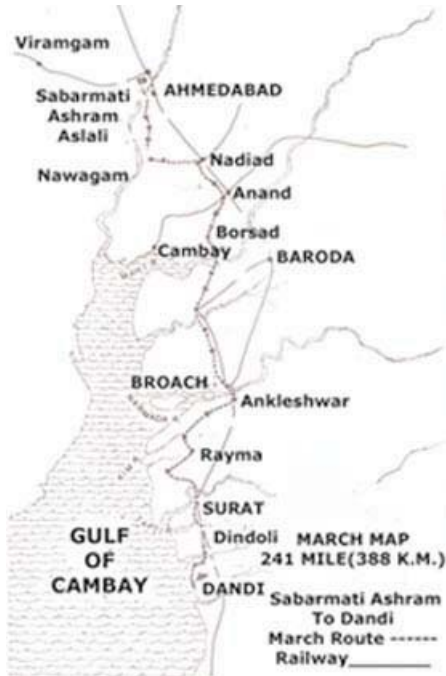 Viramgam
AHMEDABAD
Sabarmati
Ashram
Aslali
Nadiad
Nawagam
Anand
Borsad
Cambay
BARODA
BROACH
Ankleshwar
Rayma
SURAT
GULF
OF
CAMBAY
Dindoli
MARCH MAP
241 MILE(388 K.M.)
DANDI
Sabarmati Ashram
To Dandi
March Route ------
Railway_________